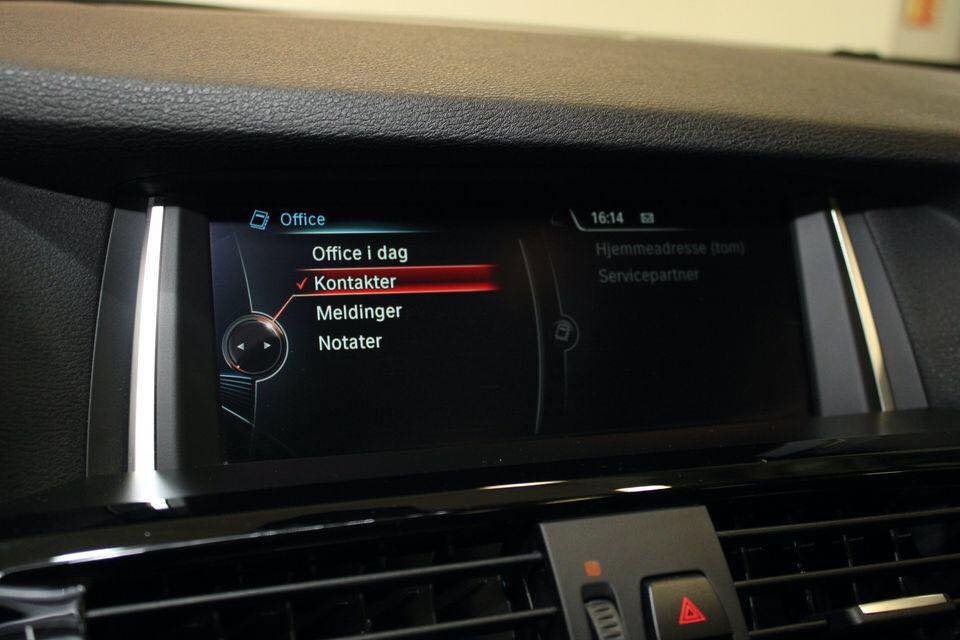 Office
16:14
Office i dag
Kontakter
Meldinger
Notater
Hjemmeadresse (tom)
Servicepartner